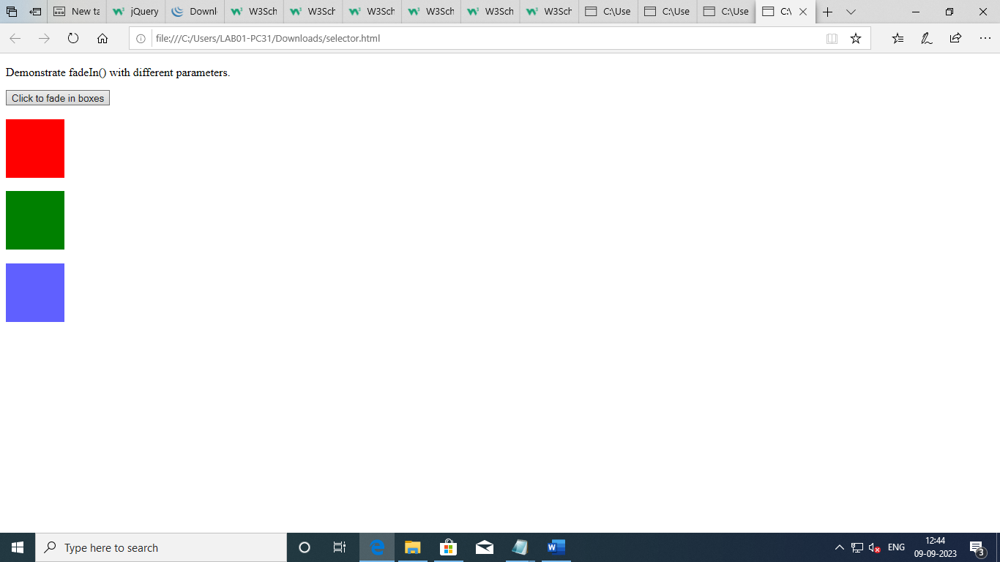 New ta
jQuery
Downl
W3Sch
W3Sch
W3Sch
W3Sch
W3Sch
W3Sch
C:\Use
C:\Use
C:\Use
C:\
file:///C:/Users/LAB01-PC31/Downloads/selector.html
Demonstrate fadeIn() with different parameters.
Click to fade in boxes
Type here to search
ENG
12:44
09-09-2023
3